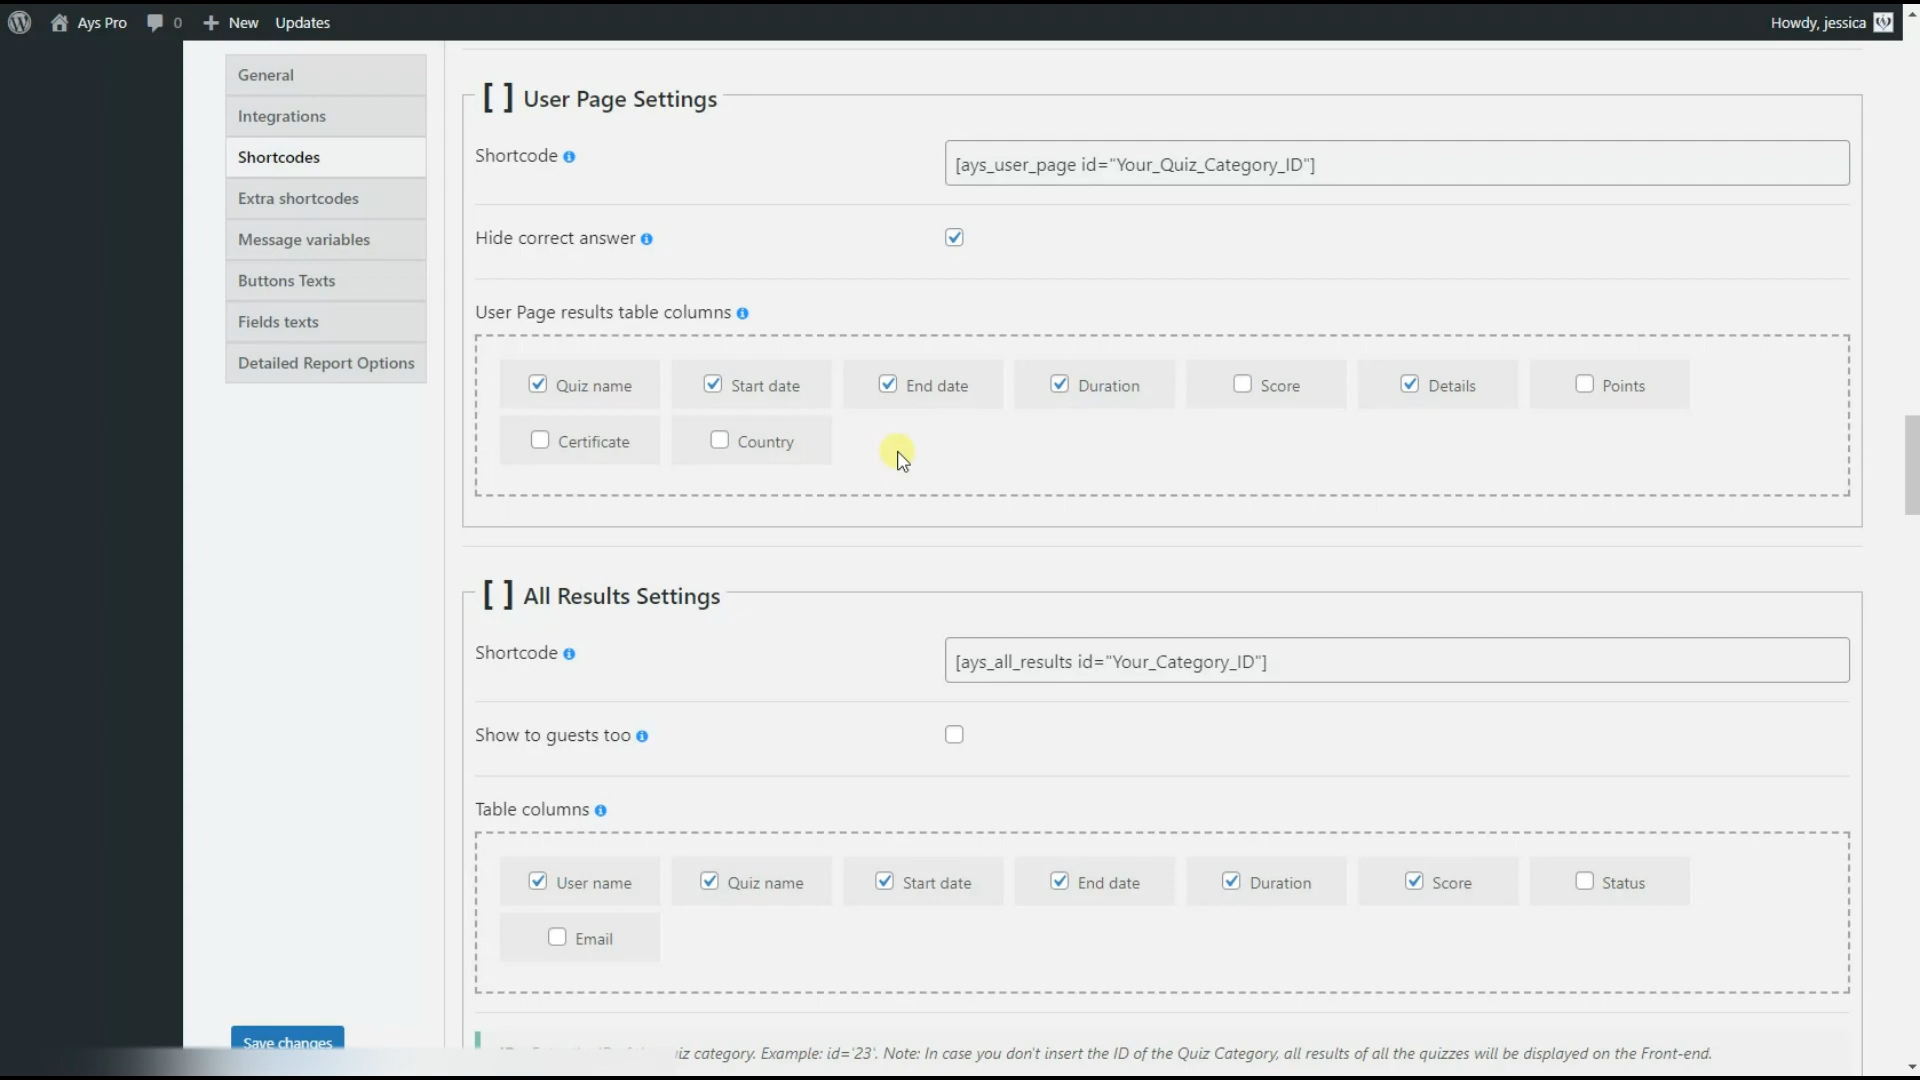 Ays Pro 0 New Updates Howdy, jessica
General
Integrations
Shortcodes
Extra shortcodes
Message variables
Buttons Texts
Fields texts
Detailed Report Options
Save changes
[ ] User Page Settings
Shortcode [ays_user_page id="Your_Quiz_Category_ID"]
Hide correct answer
User Page results table columns
Quiz name Start date End date Duration Score Details Points
Certificate Country
[ ] All Results Settings
Shortcode [ays_all_results id="Your_Category_ID"]
Show to guests too
Table columns
User name Quiz name Start date End date Duration Score Status
Email
category. Example: id='23'. Note: In case you don't insert the ID of the Quiz Category, all results of all the quizzes will be displayed on the Front-end.